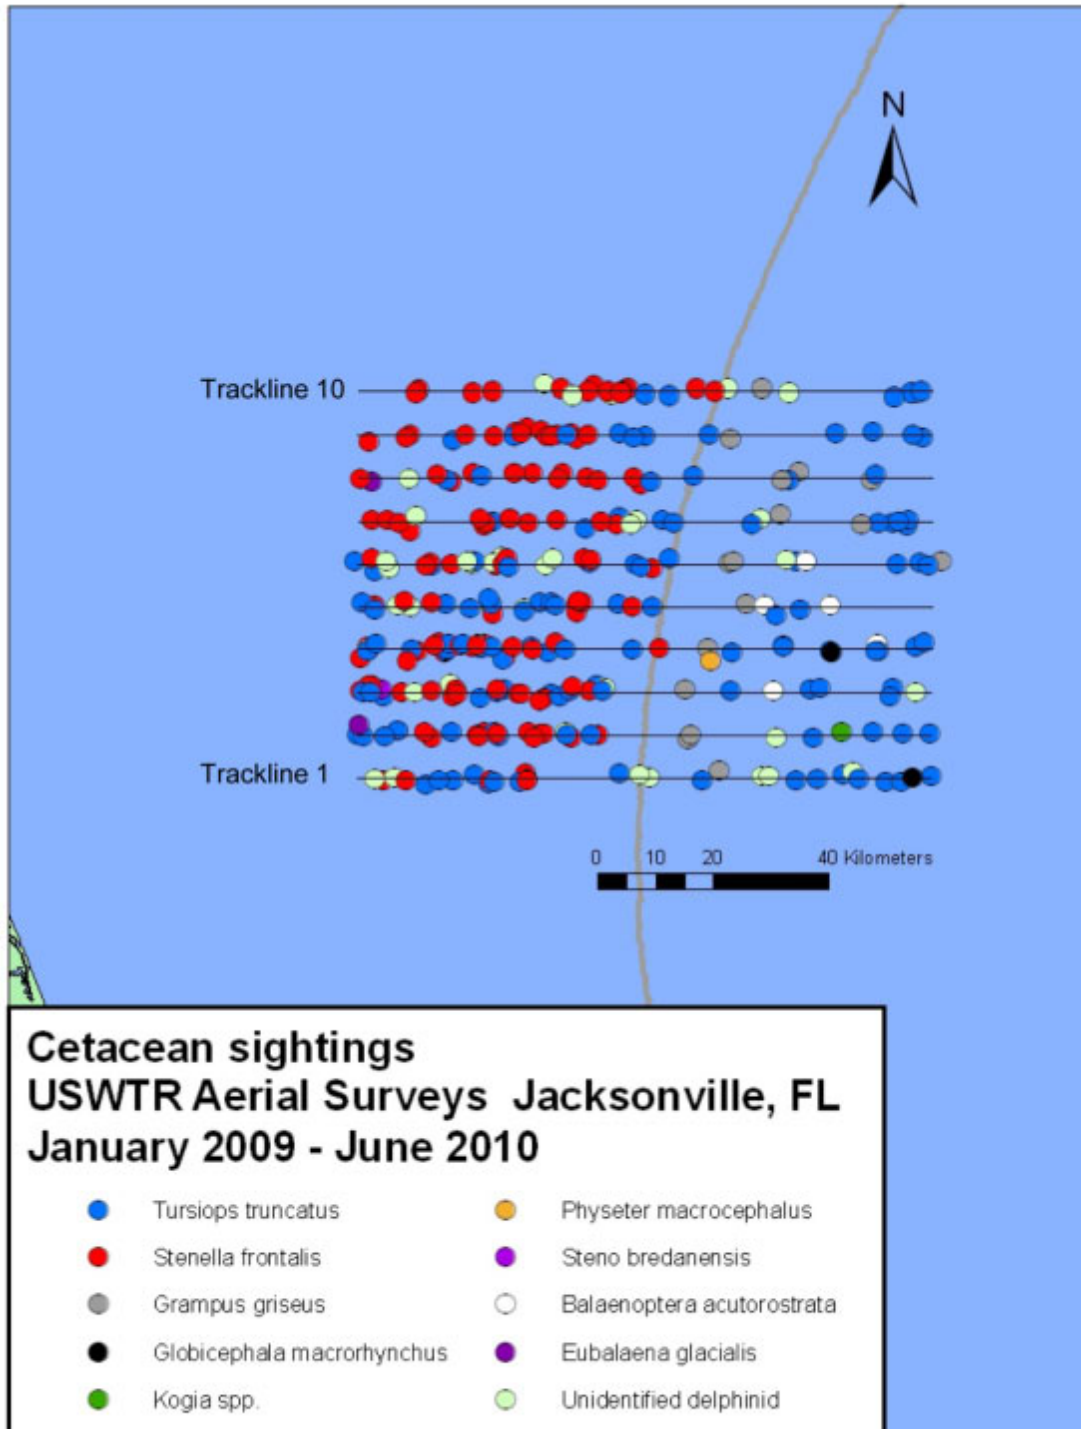 N
Trackline 10
Trackline 1
0 10 20 40 Kilometers
Cetacean sightings
USWTR Aerial Surveys Jacksonville, FL
January 2009 - June 2010
Tursiops truncatus
Stenella frontalis
Grampus griseus
Globicephala macrorhynchus
Kogia spp.
Physeter macrocephalus
Steno bredanensis
Balaenoptera acutorostrata
Eubalaena glacialis
Unidentified delphinid